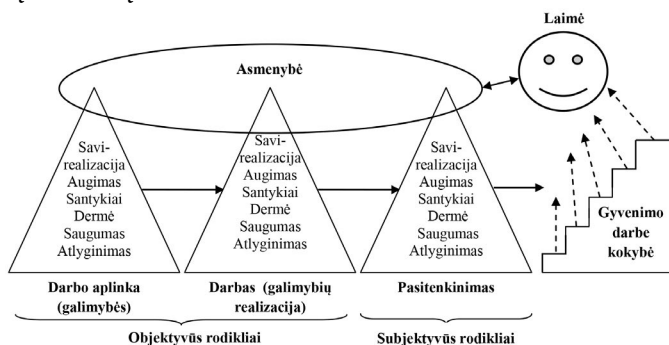 Laimė
Asmenybė
Savi-
realizacija
Augimas
Santykiai
Dermė
Saugumas
Atlyginimas
Savi-
realizacija
Augimas
Santykiai
Dermė
Saugumas
Atlyginimas
Savi-
realizacija
Augimas
Santykiai
Dermė
Saugumas
Atlyginimas
Gyvenimo
darbe
kokybė
Darbo aplinka
(galimybės)
Darbas (galimybių
realizacija)
Pasitenkinimas
Objektyvūs rodikliai
Subjektyvūs rodikliai